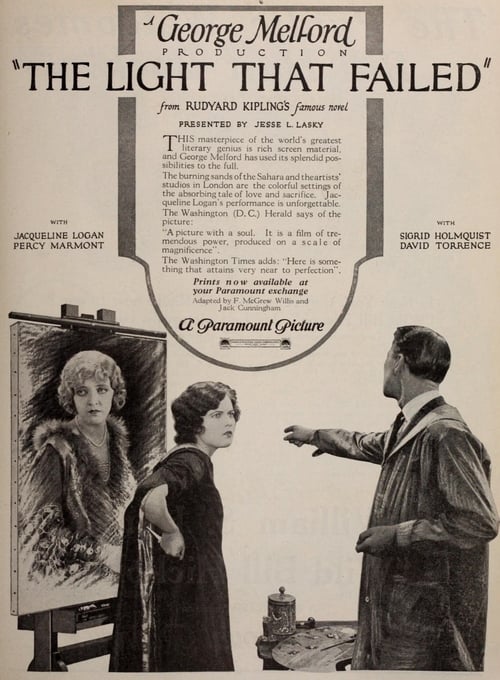 A George Melford
PRODUCTION
"THE LIGHT THAT FAILED"
from RUDYARD KIPLING'S famous novel
PRESENTED BY JESSE L. LASKY
THIS masterpiece of the world's greatest
literary genius is rich screen material,
and George Melford has used its splendid pos-
sibilities to the full.
The burning sands of the Sahara and the artists'
studios in London are the colorful settings of
the absorbing tale of love and sacrifice. Jac-
queline Logan's performance is unforgettable.
The Washington (D. C.) Herald says of the
picture:
"A picture with a soul. It is a film of tre-
mendous power, produced on a scale of
magnificence".
The Washington Times adds: "Here is some-
thing that attains very near to perfection".
Prints now available at
your Paramount exchange
Adapted by F. McGrew Willis and
Jack Cunningham
A Paramount Picture
WITH
JACQUELINE LOGAN
PERCY MARMONT
WITH
SIGRID HOLMQUIST
DAVID TORRENCE